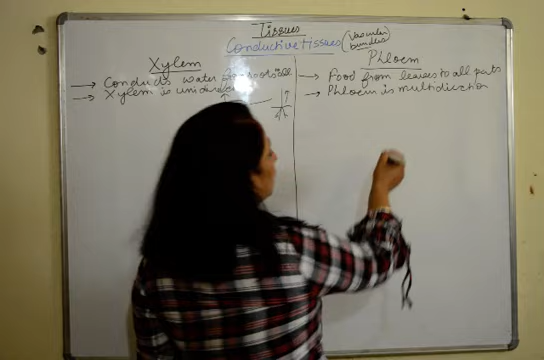 Tissues
Conductive tissues (Vascular bundles)
Xylem
→ Conducts water
→ Xylem is
Phloem
→ Food from leaves to all parts
→ Phloem is multidirection